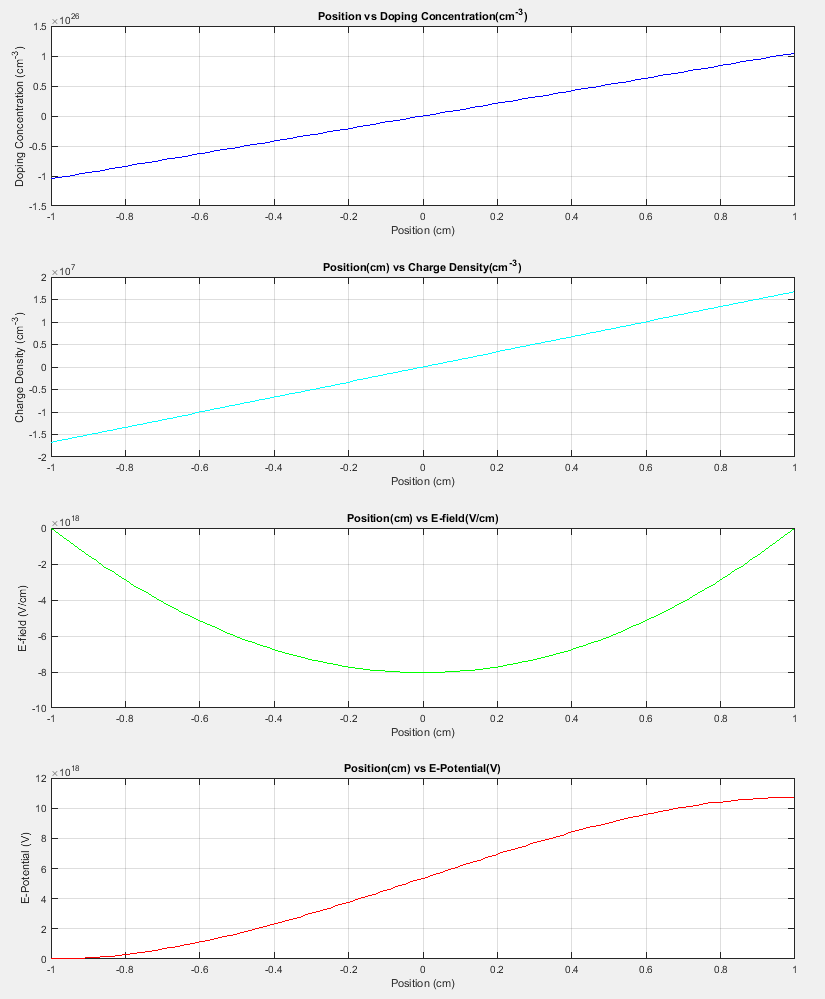 Position vs Doping Concentration(cm⁻³)
×10²⁶
Doping Concentration (cm⁻³)
1.5
1
0.5
0
-0.5
-1
-1.5
-1 -0.8 -0.6 -0.4 -0.2 0 0.2 0.4 0.6 0.8 1
Position (cm)
Position(cm) vs Charge Density(cm⁻³)
×10⁷
Charge Density (cm⁻³)
2
1.5
1
0.5
0
-0.5
-1
-1.5
-2
-1 -0.8 -0.6 -0.4 -0.2 0 0.2 0.4 0.6 0.8 1
Position (cm)
Position(cm) vs E-field(V/cm)
×10¹⁸
E-field (V/cm)
0
-2
-4
-6
-8
-10
-1 -0.8 -0.6 -0.4 -0.2 0 0.2 0.4 0.6 0.8 1
Position (cm)
Position(cm) vs E-Potential(V)
×10¹⁸
E-Potential (V)
12
10
8
6
4
2
0
-1 -0.8 -0.6 -0.4 -0.2 0 0.2 0.4 0.6 0.8 1
Position (cm)